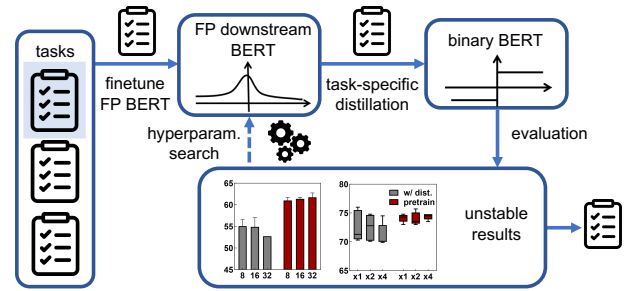 tasks
finetune
FP BERT
FP downstream
BERT
task-specific
distillation
binary BERT
hyperparam.
search
evaluation
65
60
55
50
45
8 16 32 8 16 32
80
75
70
65
w/ dist.
pretrain
x1 x2 x4 x1 x2 x4
unstable
results